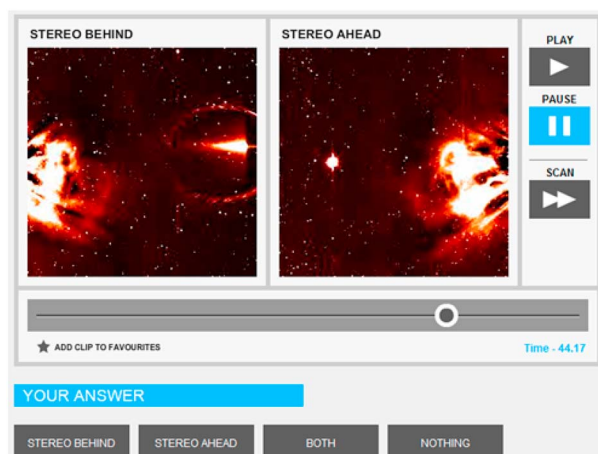 STEREO BEHIND
STEREO AHEAD
PLAY
PAUSE
SCAN
ADD CLIP TO FAVOURITES
Time - 44.17
YOUR ANSWER
STEREO BEHIND
STEREO AHEAD
BOTH
NOTHING